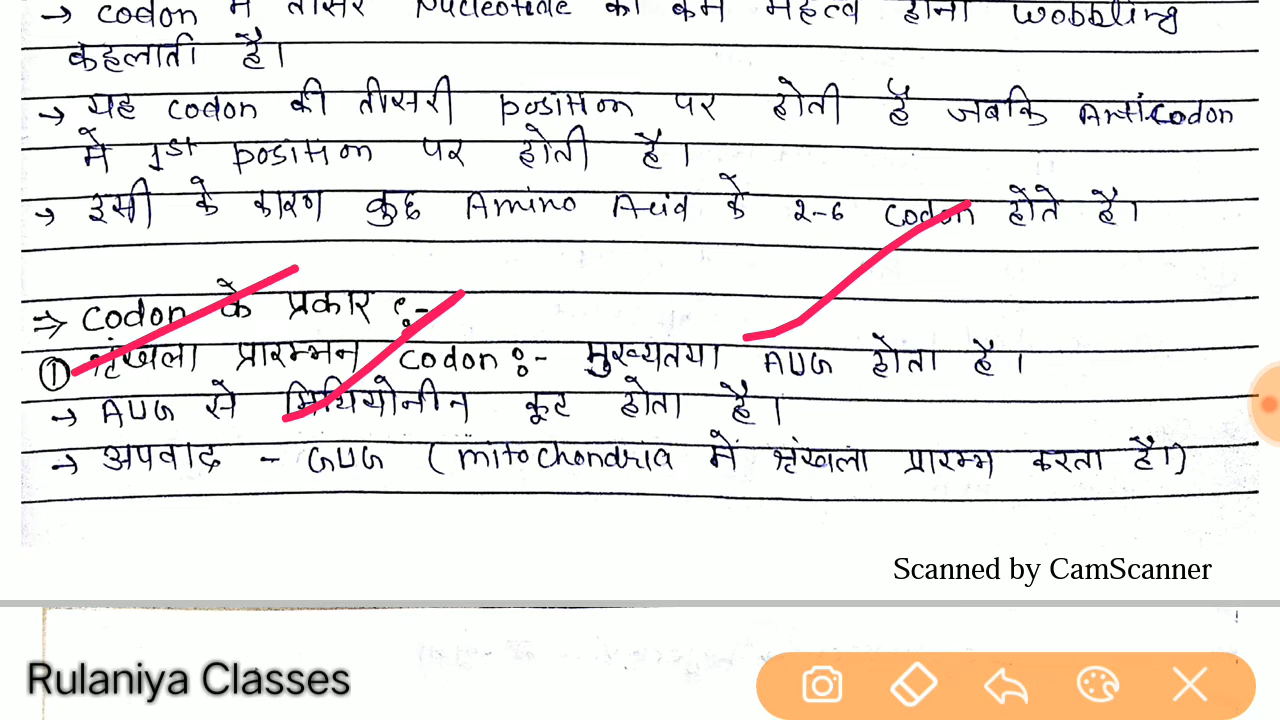 → codon में तीसरे Nucleotide का कम महत्व होना wobbling
कहलाती है।
→ यह codon की तीसरी position पर होती है जबकि Anticodon
में 1st position पर होती है।
→ इसी के कारण कुछ Amino Acid के 2-6 codon होते है।
⇒ codon के प्रकार :-
① श्रृंखला प्रारम्भन codon :- मुख्यतया AUG होता है।
→ AUG से मिथियोनीन कूट होता है।
→ अपवाद - GUG (mitochondria में श्रृंखला प्रारम्भ करता है।)
Scanned by CamScanner
Rulaniya Classes